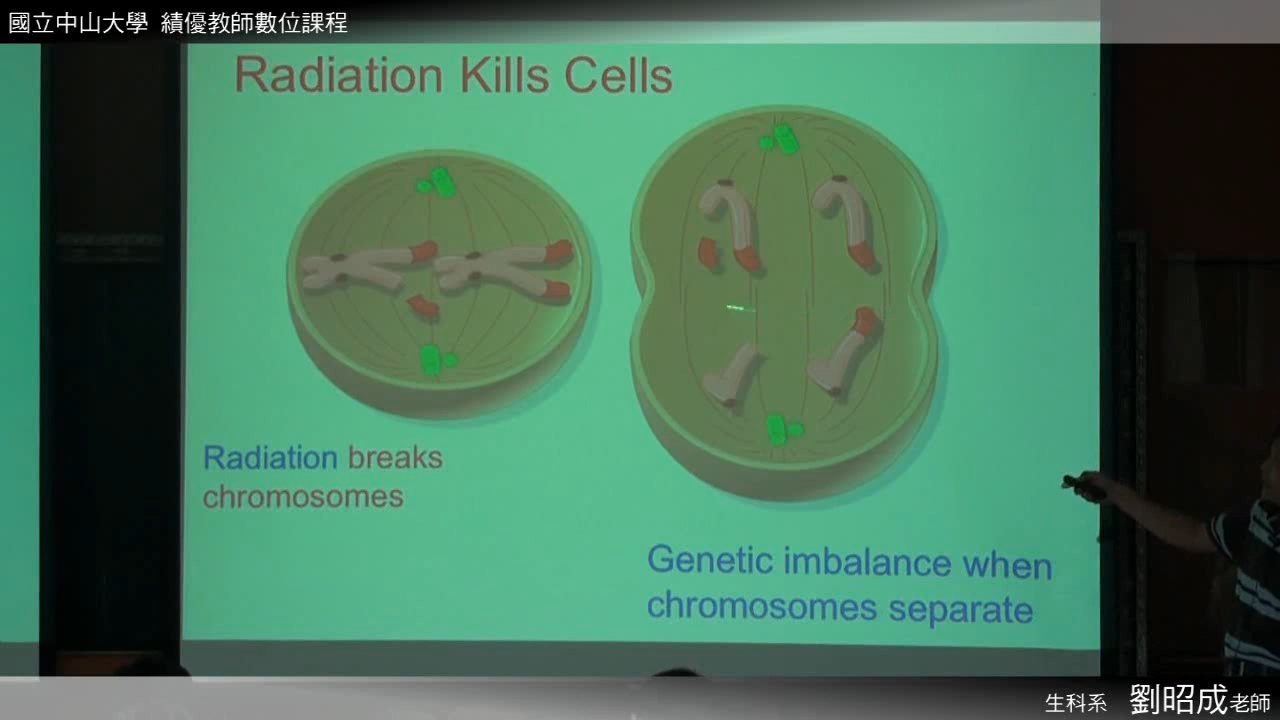 國立中山大學 績優教師數位課程
Radiation Kills Cells
Radiation breaks
chromosomes
Genetic imbalance when
chromosomes separate
生科系 劉昭成老師